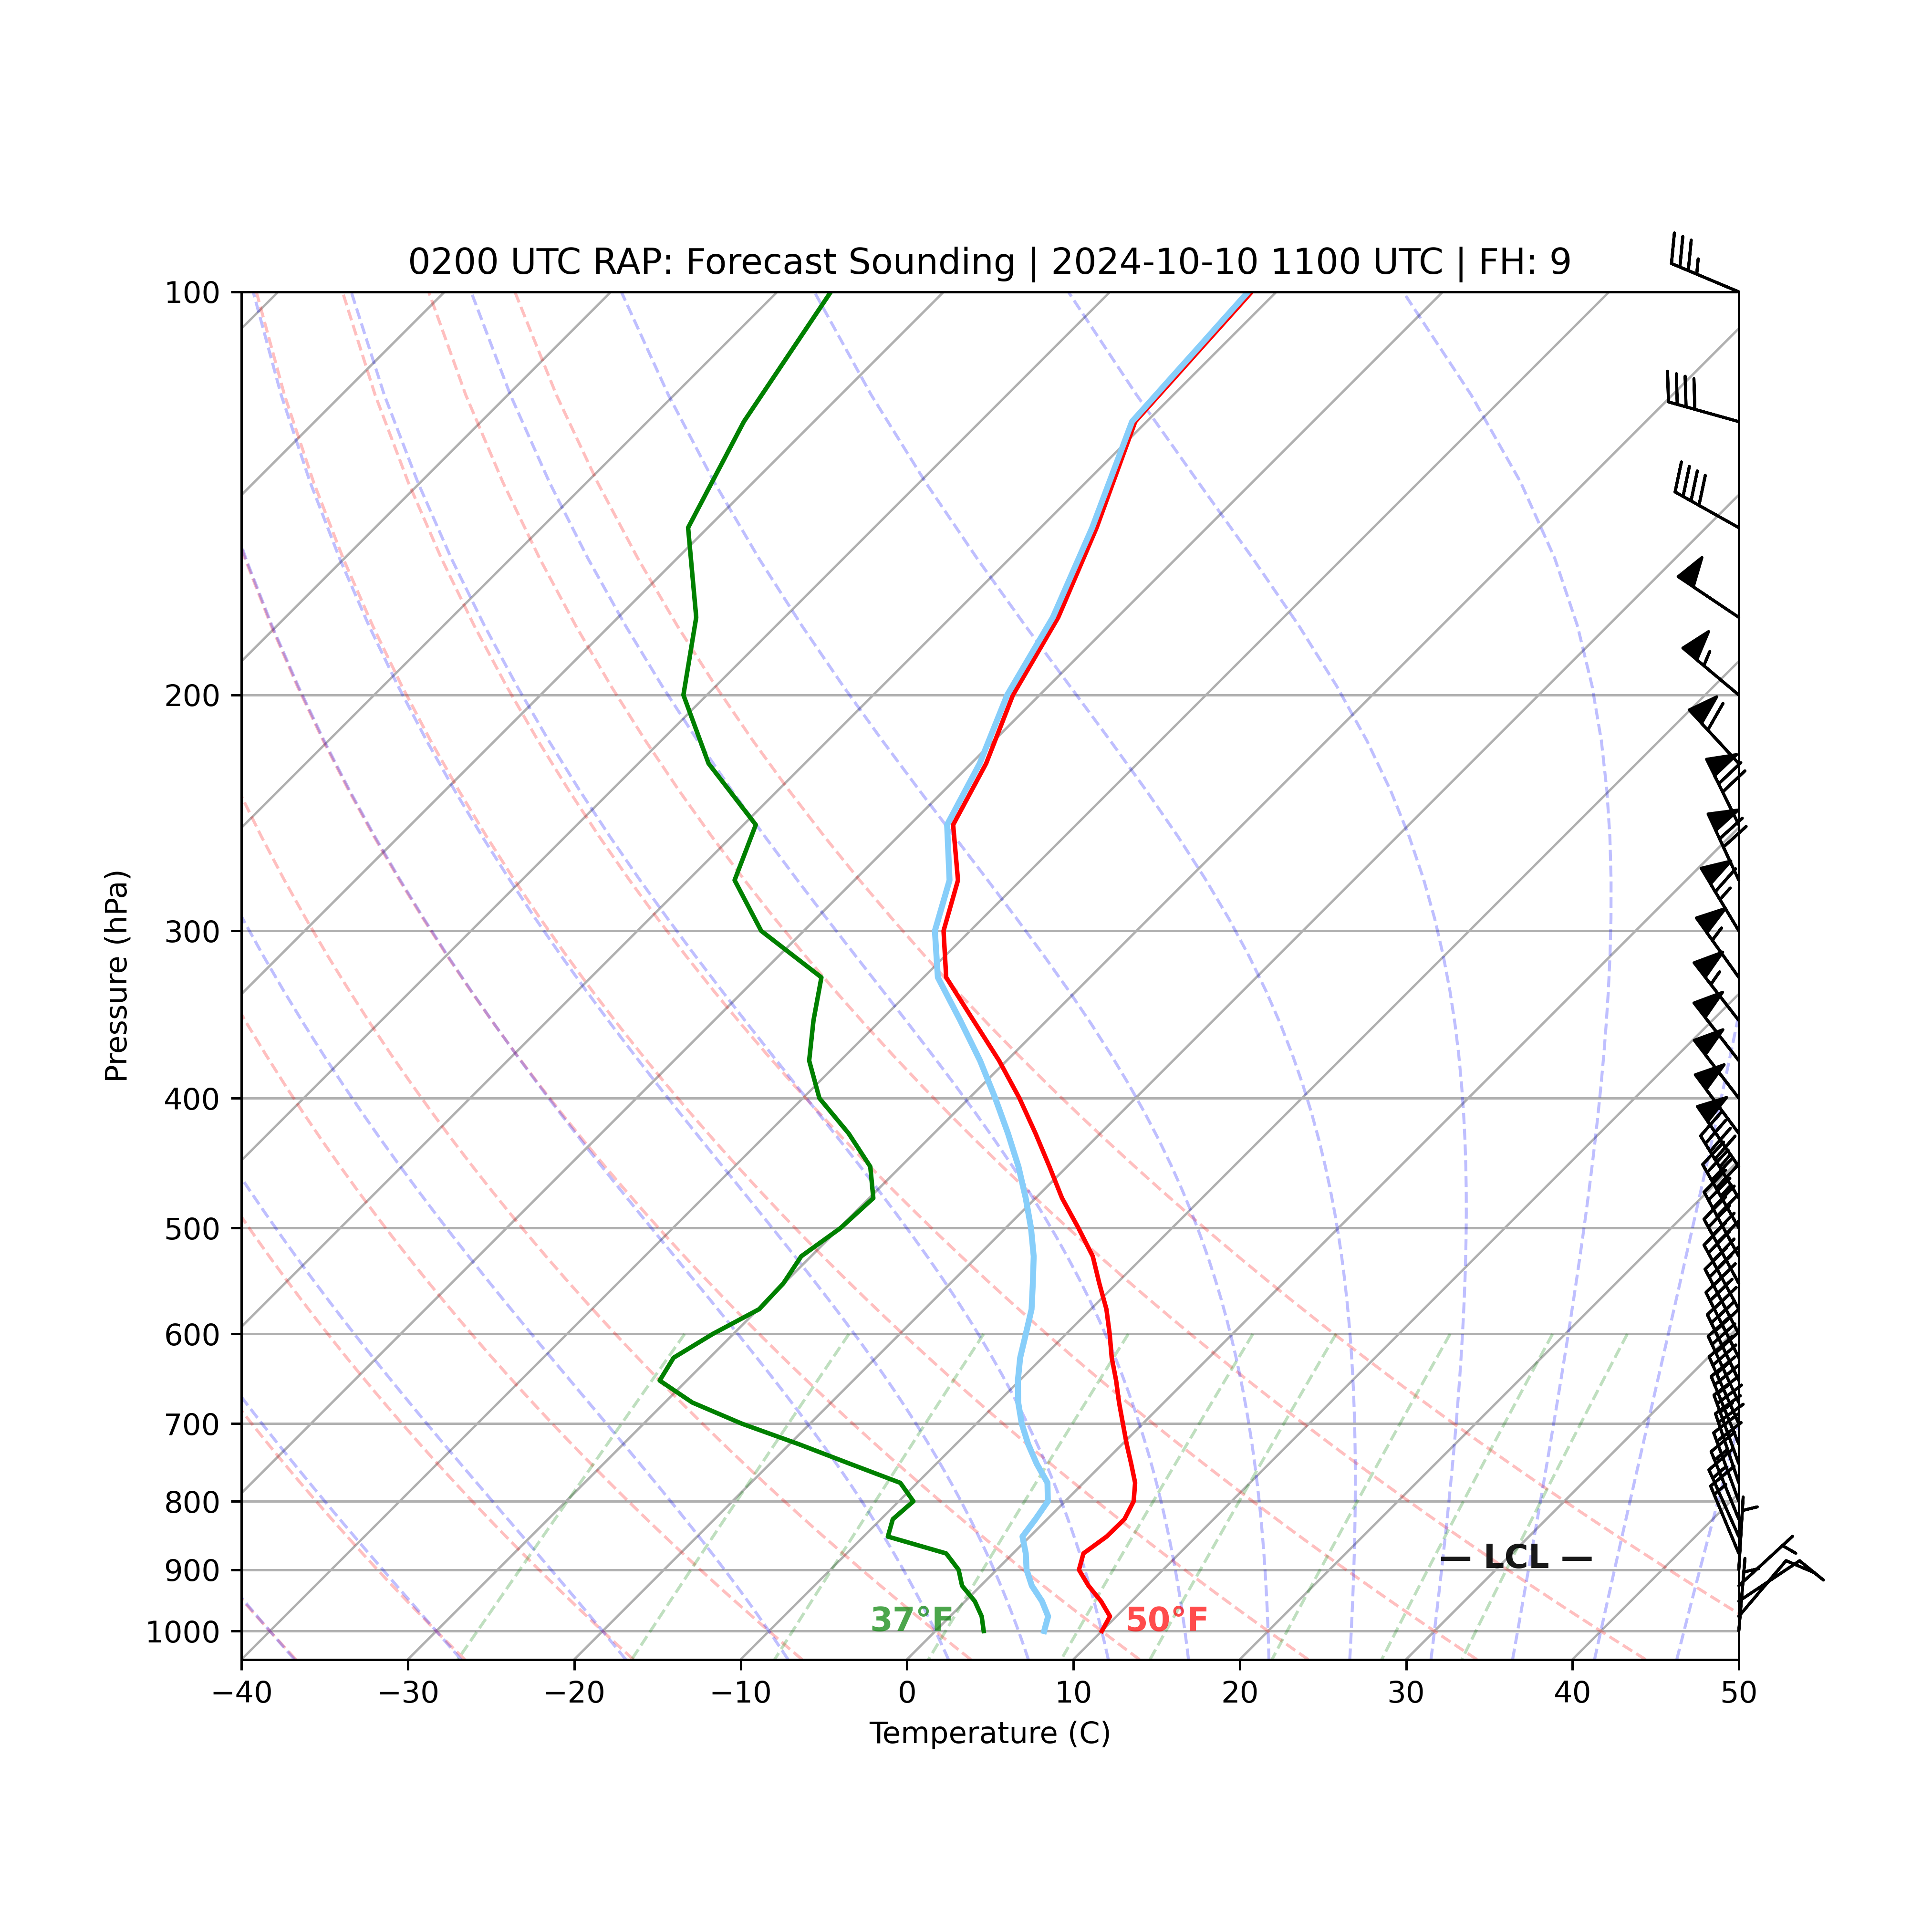 0200 UTC RAP: Forecast Sounding | 2024-10-10 1100 UTC | FH: 9
100
200
300
400
500
600
700
800
900
1000
Pressure (hPa)
— LCL —
37°F
50°F
−40 −30 −20 −10 0 10 20 30 40 50
Temperature (C)